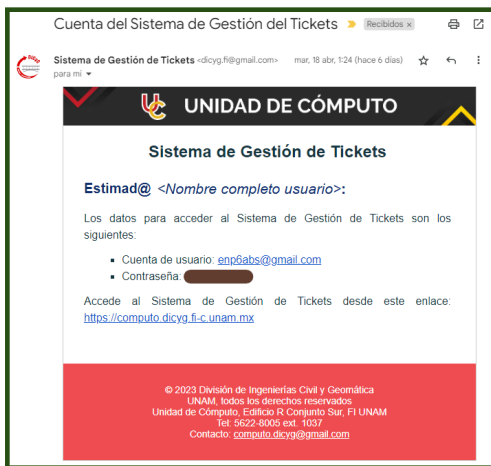 Cuenta del Sistema de Gestión del Tickets Recibidos x
Sistema de Gestión de Tickets <dicyg.fi@gmail.com> mar, 18 abr, 1:24 (hace 6 días)
para mí
UC UNIDAD DE CÓMPUTO
Sistema de Gestión de Tickets
Estimad@ <Nombre completo usuario>:
Los datos para acceder al Sistema de Gestión de Tickets son los
siguientes:
▪ Cuenta de usuario: enp6abs@gmail.com
▪ Contraseña:
Accede al Sistema de Gestión de Tickets desde este enlace:
https://computo.dicyg.fi-c.unam.mx
© 2023 División de Ingenierías Civil y Geomática
UNAM, todos los derechos reservados
Unidad de Cómputo, Edificio R Conjunto Sur, FI UNAM
Tel: 5622-8005 ext. 1037
Contacto: computo.dicyg@gmail.com